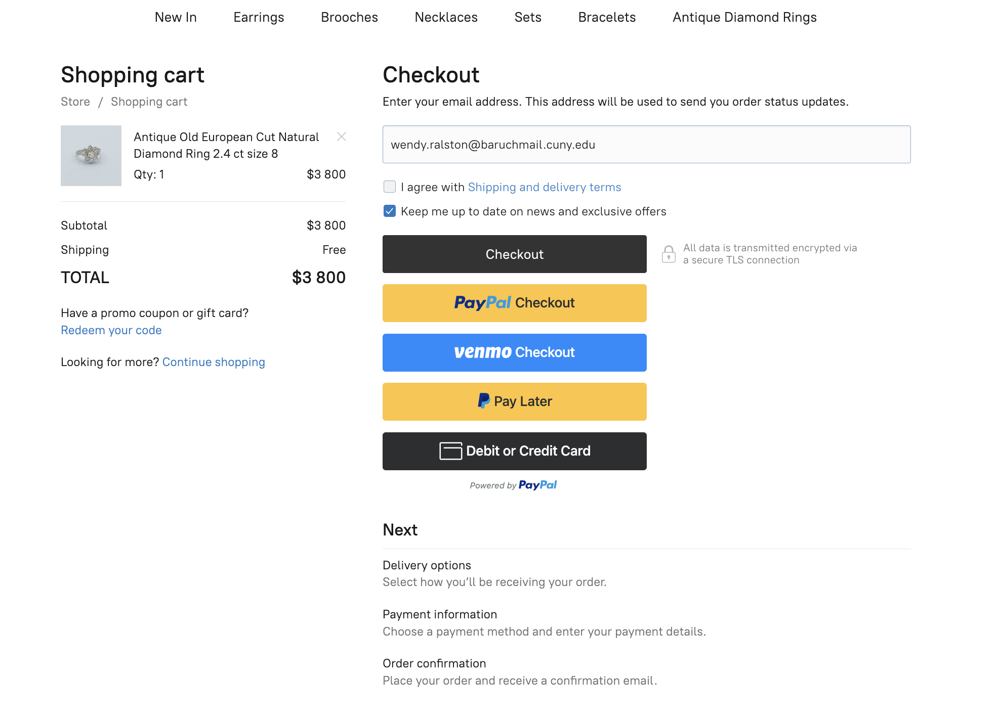 New In Earrings Brooches Necklaces Sets Bracelets Antique Diamond Rings
Shopping cart
Store / Shopping cart
Antique Old European Cut Natural
Diamond Ring 2.4 ct size 8
Qty: 1 $3 800
Subtotal $3 800
Shipping Free
TOTAL $3 800
Have a promo coupon or gift card?
Redeem your code
Looking for more? Continue shopping
Checkout
Enter your email address. This address will be used to send you order status updates.
wendy.ralston@baruchmail.cuny.edu
I agree with Shipping and delivery terms
Keep me up to date on news and exclusive offers
Checkout
All data is transmitted encrypted via
a secure TLS connection
PayPal Checkout
venmo Checkout
Pay Later
Debit or Credit Card
Powered by PayPal
Next
Delivery options
Select how you’ll be receiving your order.
Payment information
Choose a payment method and enter your payment details.
Order confirmation
Place your order and receive a confirmation email.